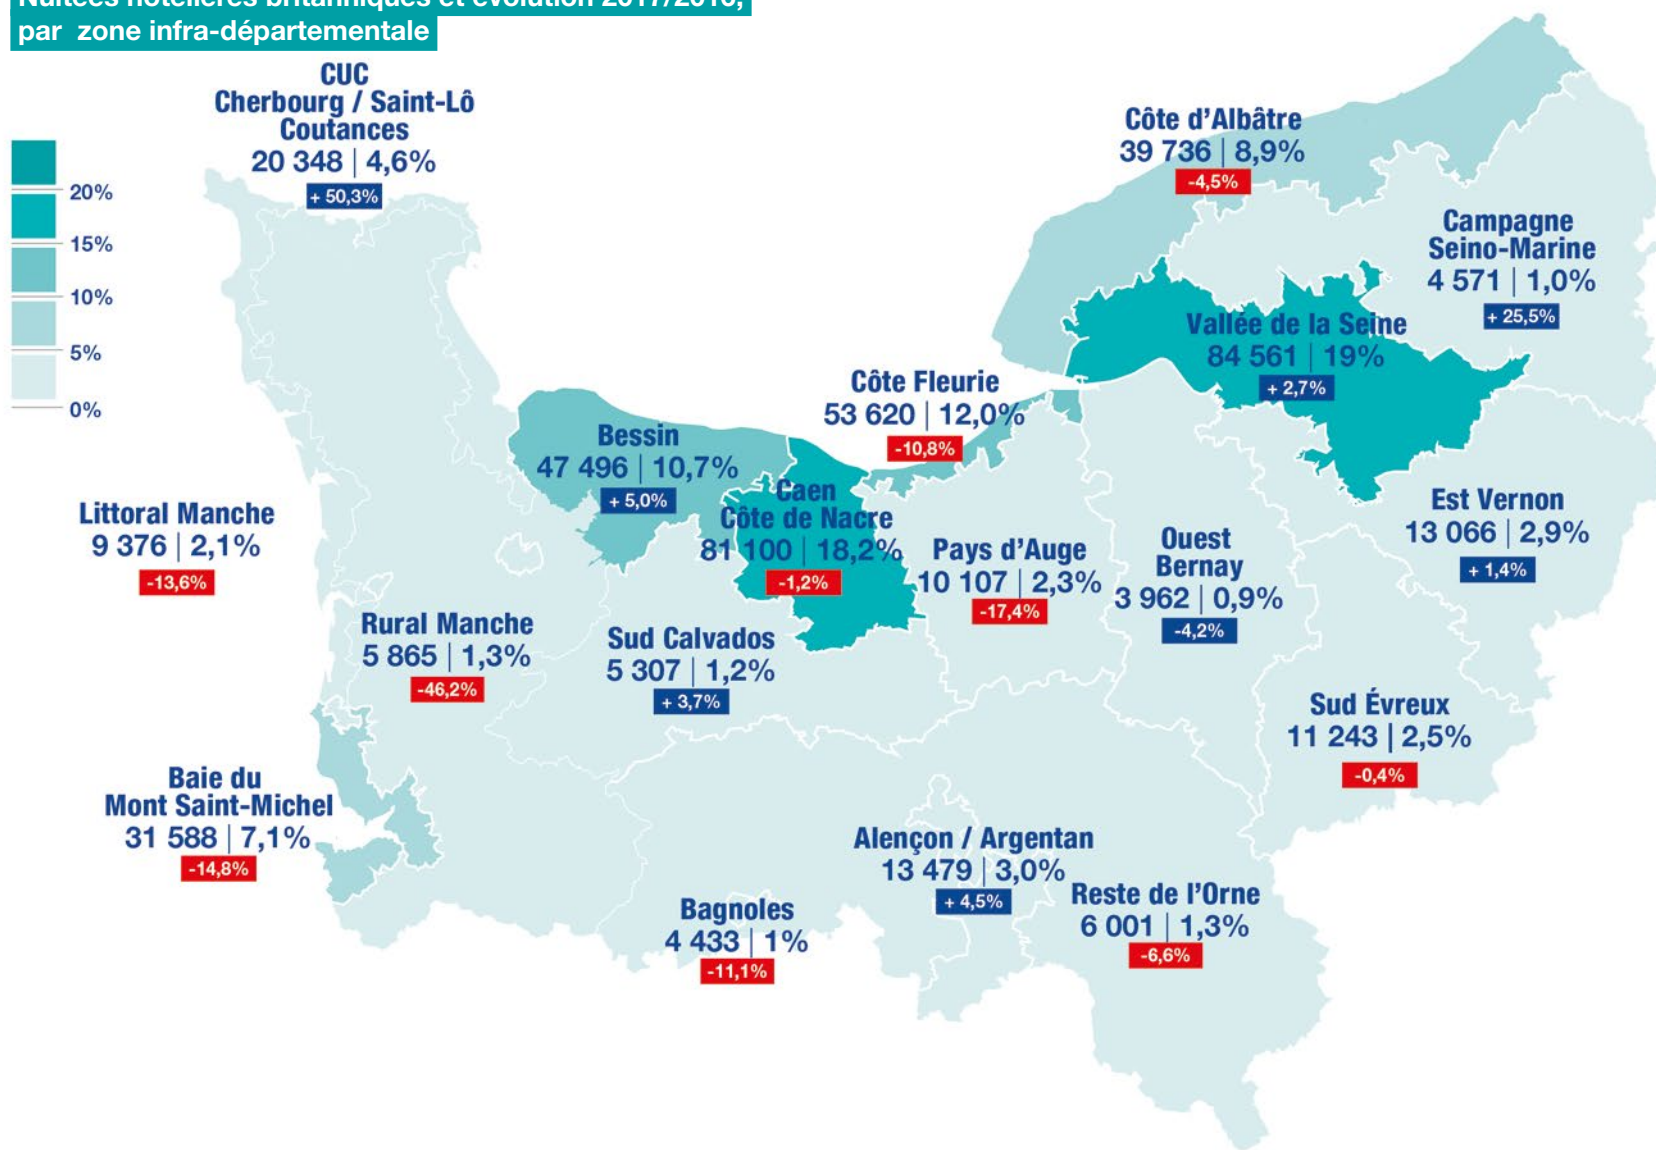 Nuitées hôtelières britanniques et évolution 2017/2016,
par zone infra-départementale
CUC
Cherbourg / Saint-Lô
Coutances
20 348 | 4,6%
+ 50,3%
20%
15%
10%
5%
0%
Côte d'Albâtre
39 736 | 8,9%
-4,5%
Campagne
Seino-Marine
4 571 | 1,0%
+ 25,5%
Vallée de la Seine
84 561 | 19%
+ 2,7%
Côte Fleurie
53 620 | 12,0%
-10,8%
Bessin
47 496 | 10,7%
+ 5,0%
Caen
Côte de Nacre
81 100 | 18,2%
-1,2%
Littoral Manche
9 376 | 2,1%
-13,6%
Pays d'Auge
10 107 | 2,3%
-17,4%
Ouest
Bernay
3 962 | 0,9%
-4,2%
Est Vernon
13 066 | 2,9%
+ 1,4%
Rural Manche
5 865 | 1,3%
-46,2%
Sud Calvados
5 307 | 1,2%
+ 3,7%
Sud Évreux
11 243 | 2,5%
-0,4%
Baie du
Mont Saint-Michel
31 588 | 7,1%
-14,8%
Alençon / Argentan
13 479 | 3,0%
+ 4,5%
Bagnoles
4 433 | 1%
-11,1%
Reste de l'Orne
6 001 | 1,3%
-6,6%